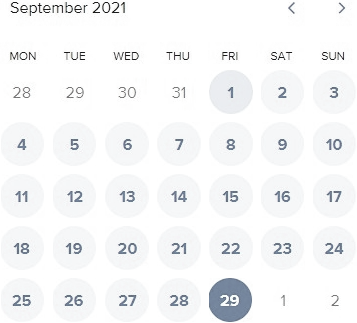 September 2021
MON TUE WED THU FRI SAT SUN
28 29 30 31 1 2 3
4 5 6 7 8 9 10
11 12 13 14 15 16 17
18 19 20 21 22 23 24
25 26 27 28 29 1 2